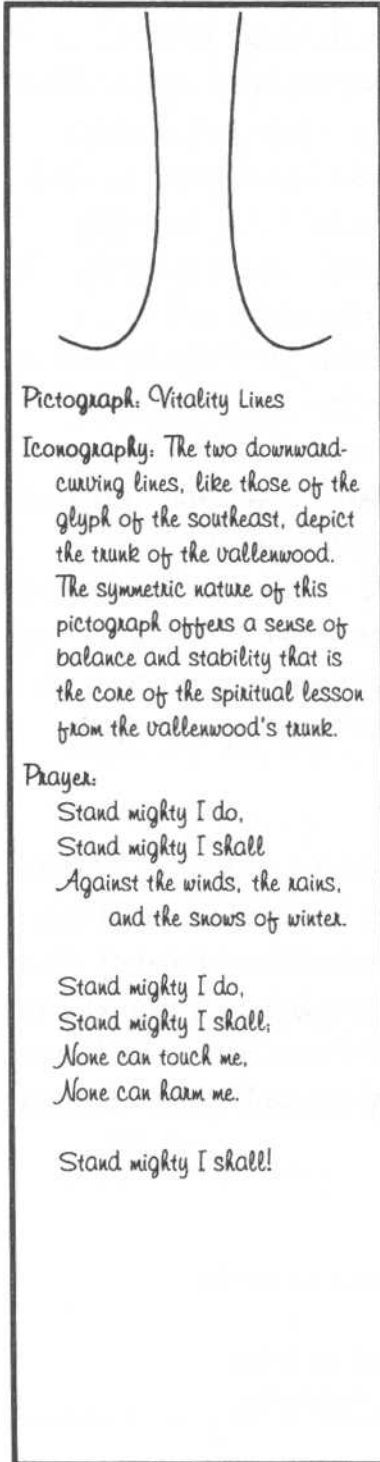 Pictograph: Vitality Lines
Iconography: The two downward-
curving lines, like those of the
glyph of the southeast, depict
the trunk of the vallenwood.
The symmetric nature of this
pictograph offers a sense of
balance and stability that is
the core of the spiritual lesson
from the vallenwood's trunk.
Prayer:
Stand mighty I do,
Stand mighty I shall
Against the winds, the rains,
and the snows of winter.
Stand mighty I do,
Stand mighty I shall;
None can touch me,
None can harm me.
Stand mighty I shall!